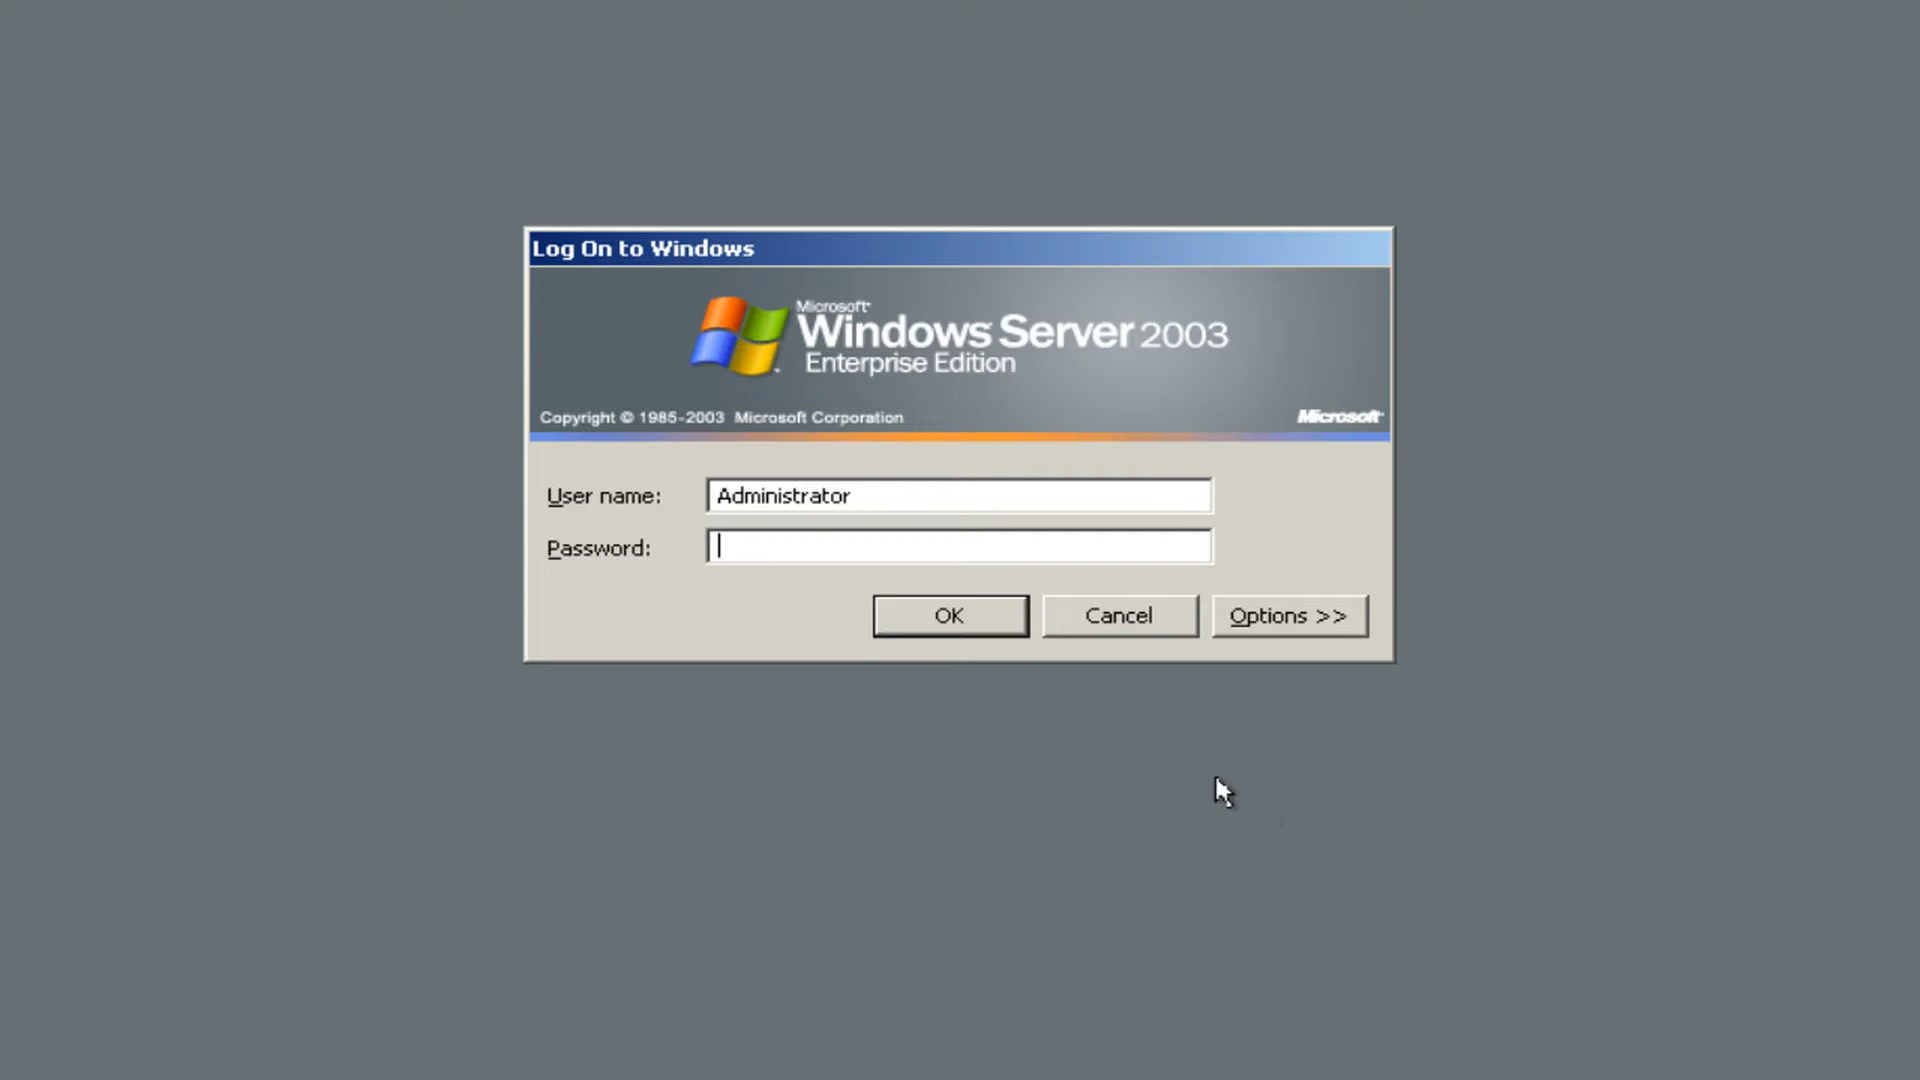 Log On to Windows
Microsoft
Windows Server 2003
Enterprise Edition
Copyright © 1985-2003 Microsoft Corporation
Microsoft
User name: Administrator
Password:
OK Cancel Options >>